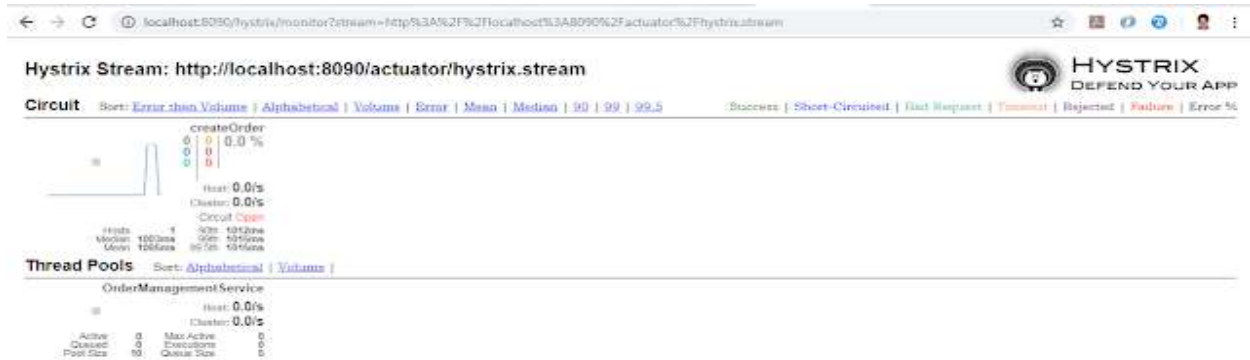 localhost:8090/hystrix/monitor?stream=http%3A%2F%2Flocalhost%3A8090%2Factuator%2Fhystrix.stream
Hystrix Stream: http://localhost:8090/actuator/hystrix.stream
HYSTRIX
DEFEND YOUR APP
Circuit Sort: Error then Volume | Alphabetical | Volume | Error | Mean | Median | 90 | 99 | 99.5
Success | Short-Circuited | Bad Request | Timeout | Rejected | Failure | Error %
createOrder
0 0 0.0 %
0 0
0 0
Host: 0.0/s
Cluster: 0.0/s
Circuit Open
Hosts 1 90th 1012ms
Median 1003ms 99th 1015ms
Mean 99.5th 1015ms
Thread Pools Sort: Alphabetical | Volume |
OrderManagementService
Host: 0.0/s
Cluster: 0.0/s
Active 0 Max Active 0
Queued 0 Executions 0
Pool Size 10 Queue Size 5